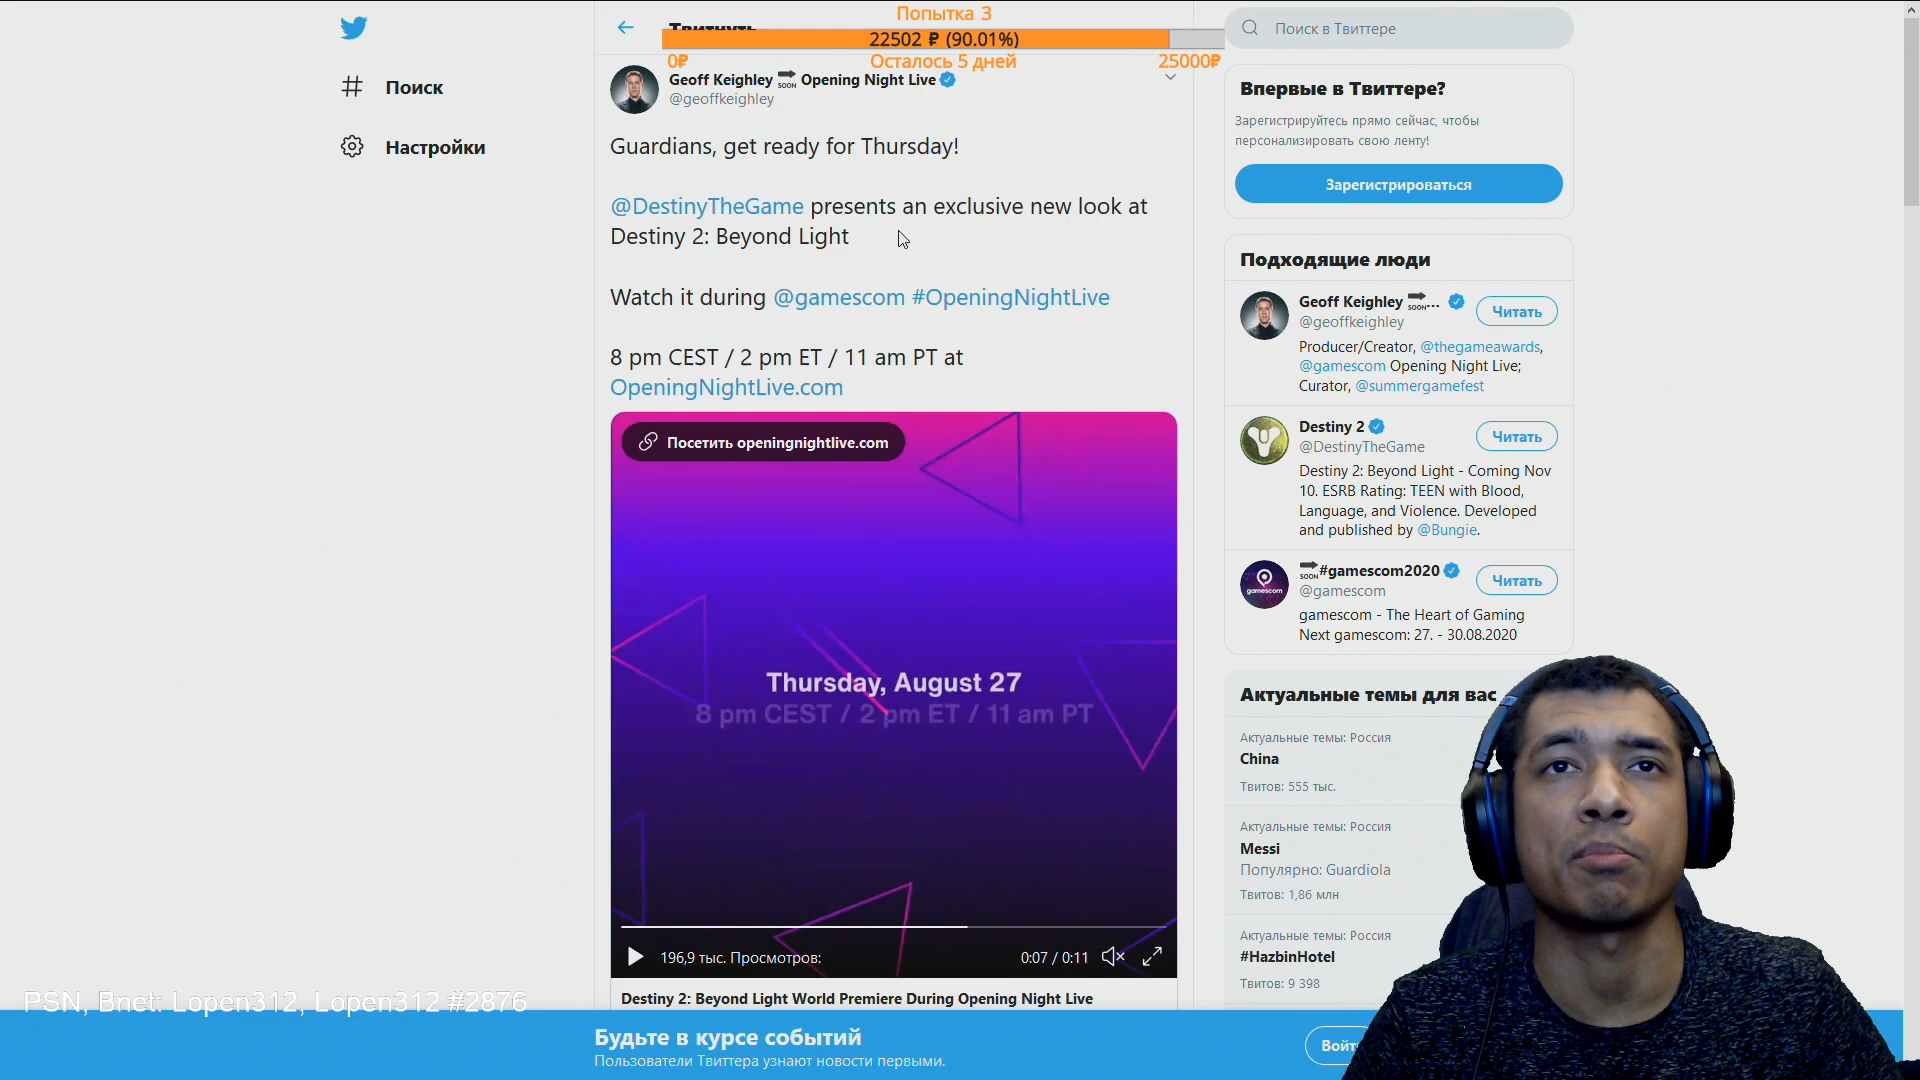 Поиск
Настройки
Твитнуть
Попытка 3
22502 ₽ (90.01%)
0₽
Осталось 5 дней
25000₽
Geoff Keighley SOON Opening Night Live
@geoffkeighley
Guardians, get ready for Thursday!
@DestinyTheGame presents an exclusive new look at
Destiny 2: Beyond Light
Watch it during @gamescom #OpeningNightLive
8 pm CEST / 2 pm ET / 11 am PT at
OpeningNightLive.com
Посетить openingnightlive.com
Thursday, August 27
8 pm CEST / 2 pm ET / 11 am PT
196,9 тыс. Просмотров:
0:07 / 0:11
Destiny 2: Beyond Light World Premiere During Opening Night Live
Поиск в Твиттере
Впервые в Твиттере?
Зарегистрируйтесь прямо сейчас, чтобы
персонализировать свою ленту!
Зарегистрироваться
Подходящие люди
Geoff Keighley SOON...
@geoffkeighley
Читать
Producer/Creator, @thegameawards,
@gamescom Opening Night Live;
Curator, @summergamefest
Destiny 2
@DestinyTheGame
Читать
Destiny 2: Beyond Light - Coming Nov
10. ESRB Rating: TEEN with Blood,
Language, and Violence. Developed
and published by @Bungie.
gamescom
SOON #gamescom2020
@gamescom
Читать
gamescom - The Heart of Gaming
Next gamescom: 27. - 30.08.2020
Актуальные темы для вас
Актуальные темы: Россия
China
Твитов: 555 тыс.
Актуальные темы: Россия
Messi
Популярно: Guardiola
Твитов: 1,86 млн
Актуальные темы: Россия
#HazbinHotel
Твитов: 9 398
PSN, Bnet: Lopen312, Lopen312 #2876
Будьте в курсе событий
Пользователи Твиттера узнают новости первыми.
Войт